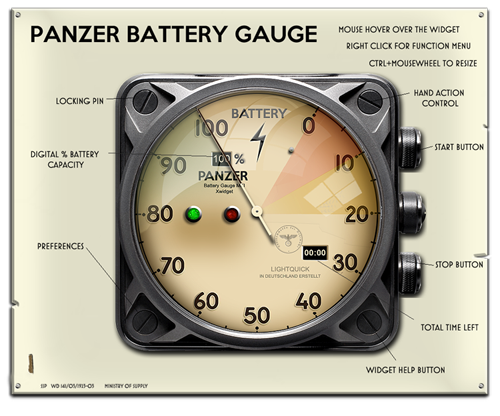 PANZER BATTERY GAUGE
MOUSE HOVER OVER THE WIDGET
RIGHT CLICK FOR FUNCTION MENU
CTRL+MOUSEWHEEL TO RESIZE
LOCKING PIN
HAND ACTION
CONTROL
START BUTTON
DIGITAL % BATTERY
CAPACITY
PREFERENCES
STOP BUTTON
TOTAL TIME LEFT
WIDGET HELP BUTTON
BATTERY
100
0
90
10
80
20
70
30
60
50
40
100 %
PANZER
Battery Gauge Mk 1
Xwidget
00:00
LIGHTQUICK
IN DEUTSCHLAND ERSTELLT
MINISTRY OF SUPPLY